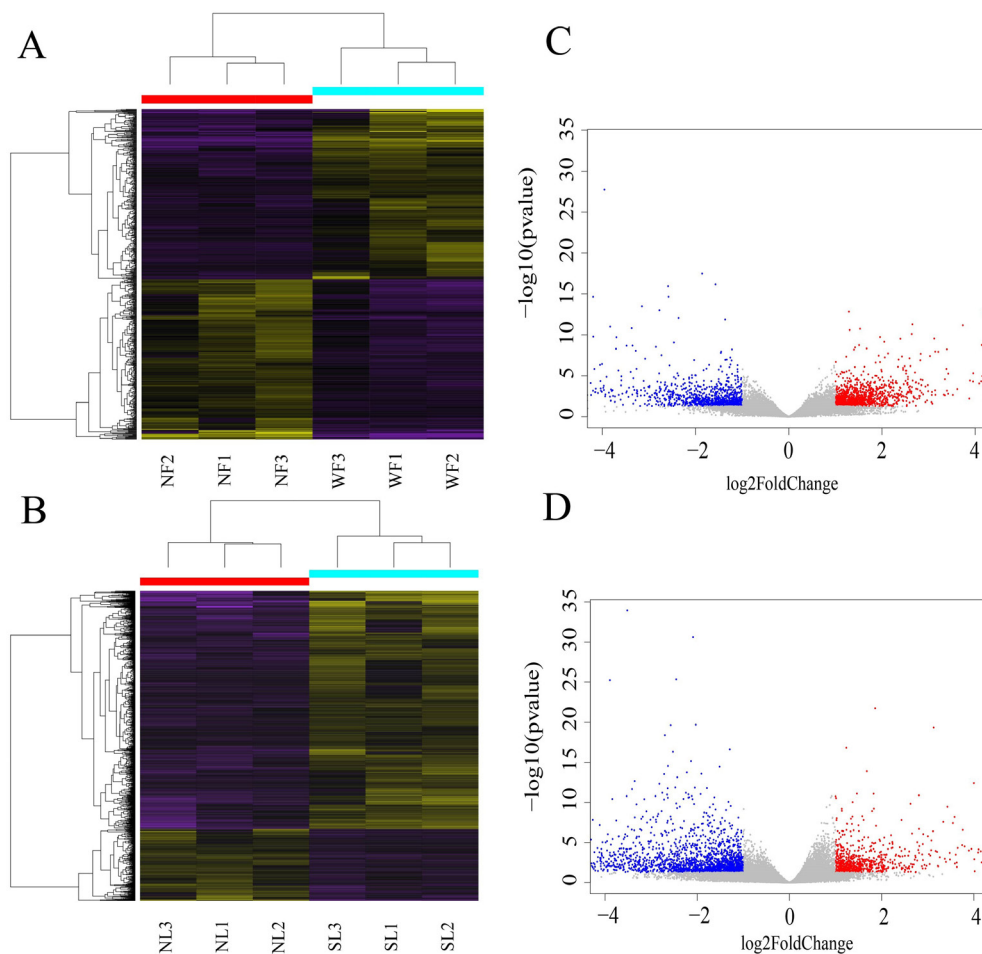 A
NF2 NF1 NF3 WF3 WF1 WF2
C
35
30
25
20
15
10
5
0
−log10(pvalue)
−4 −2 0 2 4
log2FoldChange
B
NL3 NL1 NL2 SL3 SL1 SL2
D
35
30
25
20
15
10
5
0
−log10(pvalue)
−4 −2 0 2 4
log2FoldChange